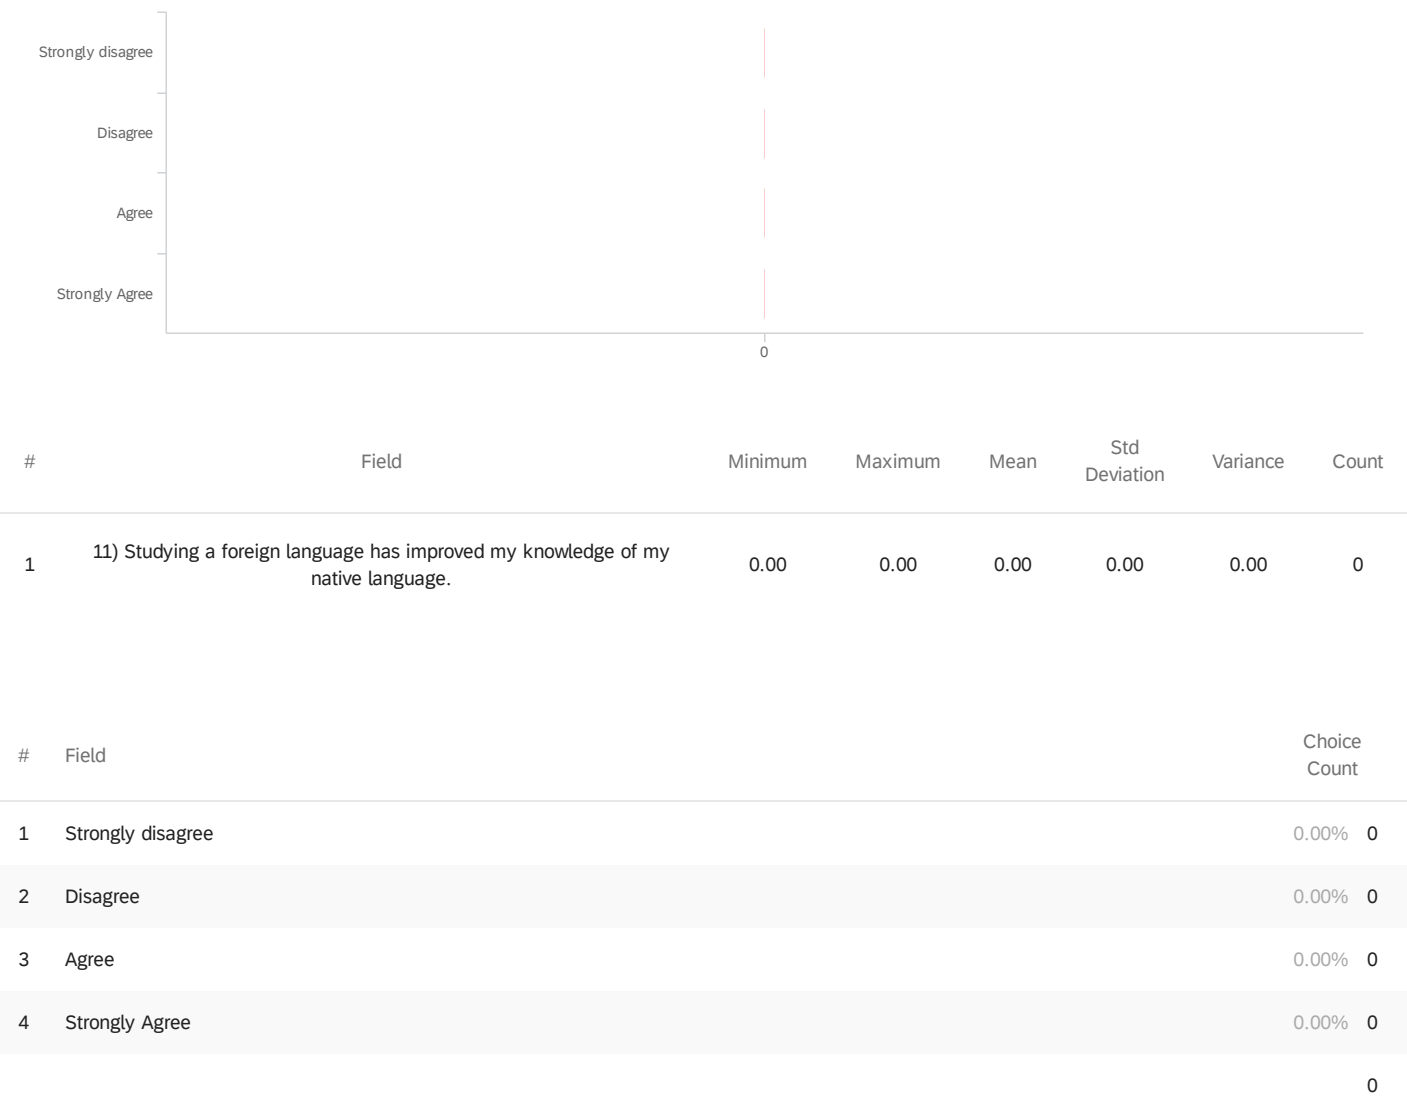 Strongly disagree
Disagree
Agree
Strongly Agree
0
# Field Minimum Maximum Mean Std Deviation Variance Count
1 11) Studying a foreign language has improved my knowledge of my
native language. 0.00 0.00 0.00 0.00 0.00 0
# Field Choice Count
1 Strongly disagree 0.00% 0
2 Disagree 0.00% 0
3 Agree 0.00% 0
4 Strongly Agree 0.00% 0
0